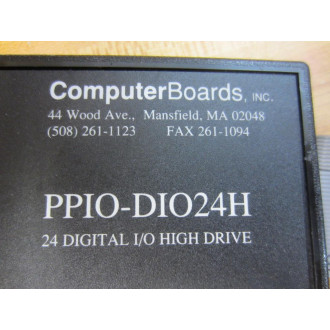 ComputerBoards, INC.
44 Wood Ave., Mansfield, MA 02048
(508) 261-1123 FAX 261-1094
PPIO-DIO24H
24 DIGITAL I/O HIGH DRIVE